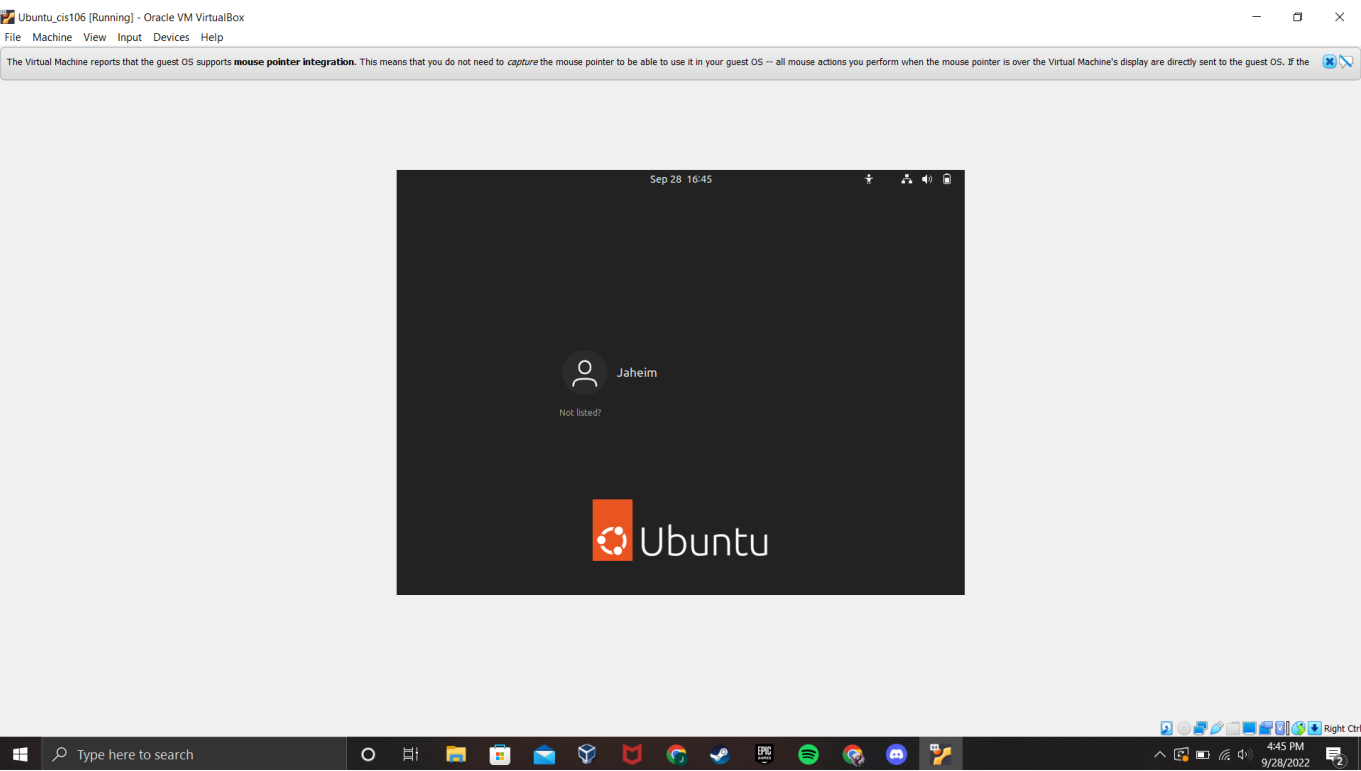 Ubuntu_cis106 [Running] - Oracle VM VirtualBox
File Machine View Input Devices Help
The Virtual Machine reports that the guest OS supports mouse pointer integration. This means that you do not need to capture the mouse pointer to be able to use it in your guest OS -- all mouse actions you perform when the mouse pointer is over the Virtual Machine's display are directly sent to the guest OS. If the
Sep 28 16:45
Jaheim
Not listed?
Ubuntu
Right Ctrl
Type here to search
EPIC
GAMES
4:45 PM
9/28/2022
2